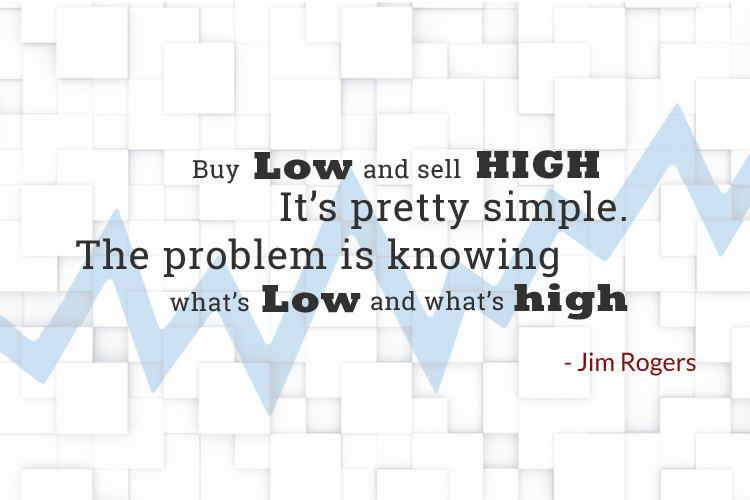 Buy Low and sell HIGH
It's pretty simple.
The problem is knowing
what's Low and what's high
- Jim Rogers